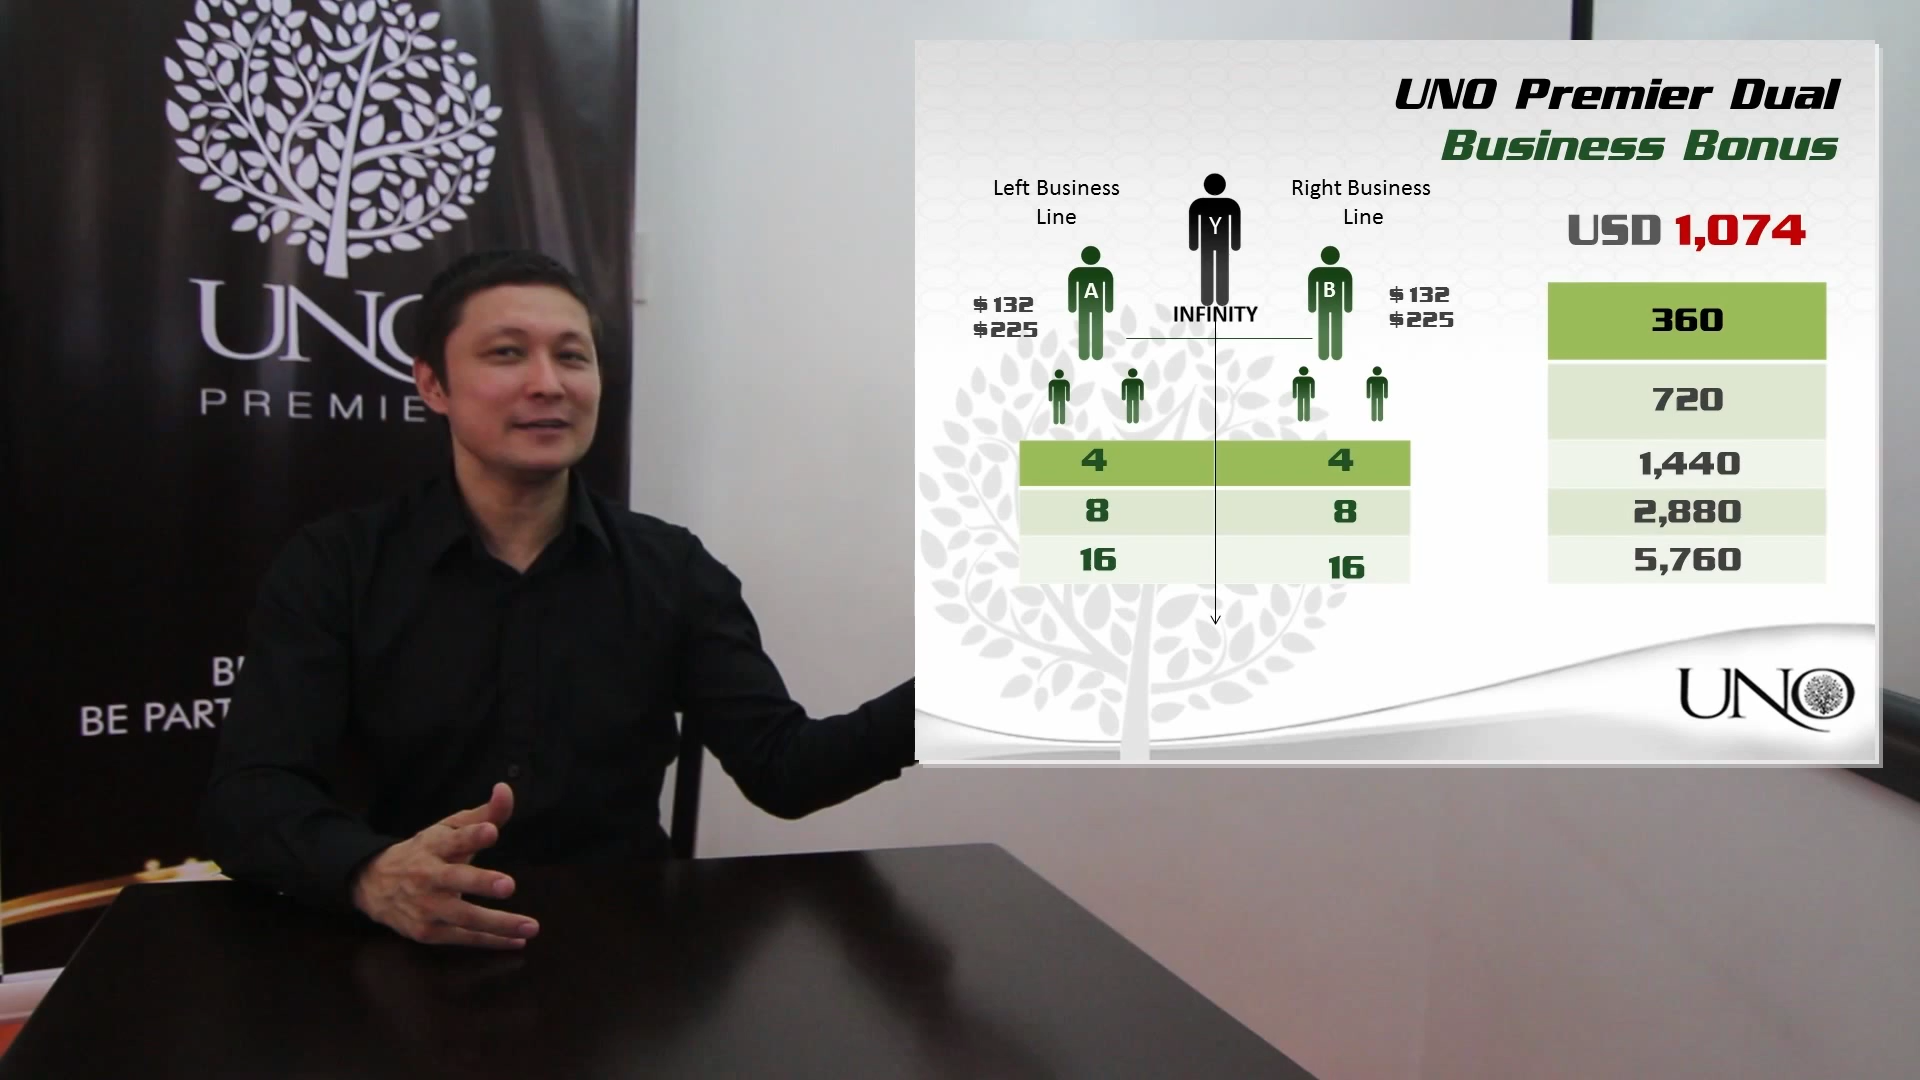 UNO
PREMIE
BE PART
UNO Premier Dual
Business Bonus
Left Business
Line
Right Business
Line
USD 1,074
Y
A
B
INFINITY
$ 132
$ 225
$ 132
$ 225
360
720
1,440
2,880
5,760
4 4
8 8
16 16
UNO